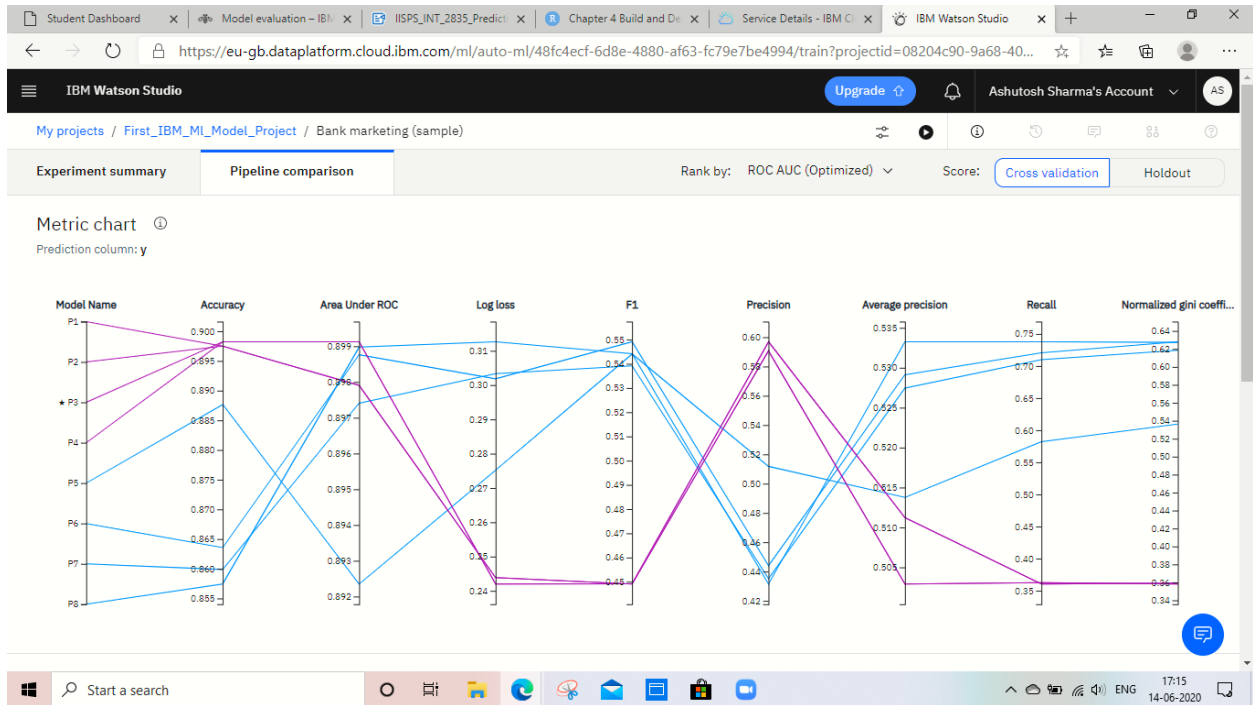 Student Dashboard
Model evaluation – IBM
IISPS_INT_2835_Predicti
Chapter 4 Build and De
Service Details - IBM Cl
IBM Watson Studio
https://eu-gb.dataplatform.cloud.ibm.com/ml/auto-ml/48fc4ecf-6d8e-4880-af63-fc79e7be4994/train?projectid=08204c90-9a68-40...
IBM Watson Studio
Upgrade
Ashutosh Sharma's Account
AS
My projects / First_IBM_Ml_Model_Project / Bank marketing (sample)
Experiment summary
Pipeline comparison
Rank by: ROC AUC (Optimized)
Score: Cross validation Holdout
Metric chart
Prediction column: y
Model Name
P1
P2
★ P3
P4
P5
P6
P7
P8
Accuracy
0.900
0.895
0.890
0.885
0.880
0.875
0.870
0.865
0.860
0.855
Area Under ROC
0.899
0.898
0.897
0.896
0.895
0.894
0.893
0.892
Log loss
0.31
0.30
0.29
0.28
0.27
0.26
0.25
0.24
F1
0.55
0.54
0.53
0.52
0.51
0.50
0.49
0.48
0.47
0.46
0.45
Precision
0.60
0.58
0.56
0.54
0.52
0.50
0.48
0.46
0.44
0.42
Average precision
0.535
0.530
0.525
0.520
0.515
0.510
0.505
Recall
0.75
0.70
0.65
0.60
0.55
0.50
0.45
0.40
0.35
Normalized gini coeffi...
0.64
0.62
0.60
0.58
0.56
0.54
0.52
0.50
0.48
0.46
0.44
0.42
0.40
0.38
0.36
0.34
Start a search
ENG
17:15
14-06-2020